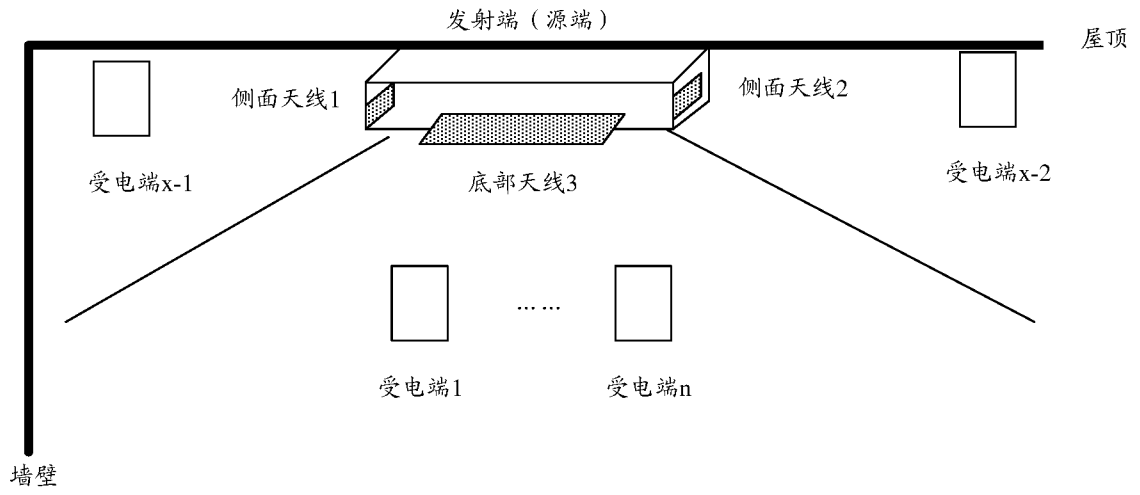 发射端（源端）
屋顶
侧面天线1
侧面天线2
受电端x-1
底部天线3
受电端x-2
... ...
受电端1
受电端n
墙壁